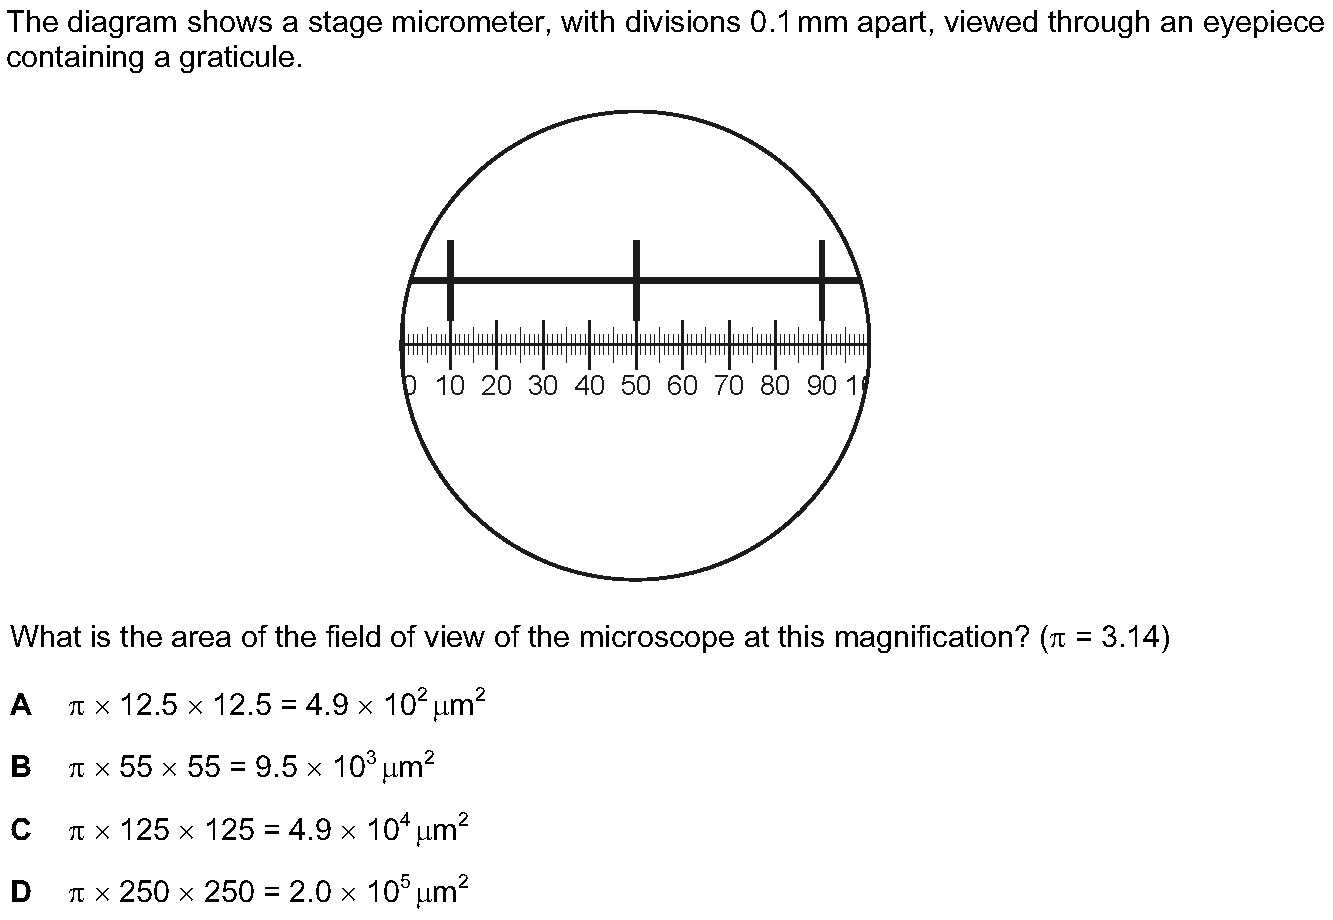 The diagram shows a stage micrometer, with divisions 0.1 mm apart, viewed through an eyepiece
containing a graticule.
0 10 20 30 40 50 60 70 80 90 10
What is the area of the field of view of the microscope at this magnification? (π = 3.14)
A π × 12.5 × 12.5 = 4.9 × 10² μm²
B π × 55 × 55 = 9.5 × 10³ μm²
C π × 125 × 125 = 4.9 × 10⁴ μm²
D π × 250 × 250 = 2.0 × 10⁵ μm²